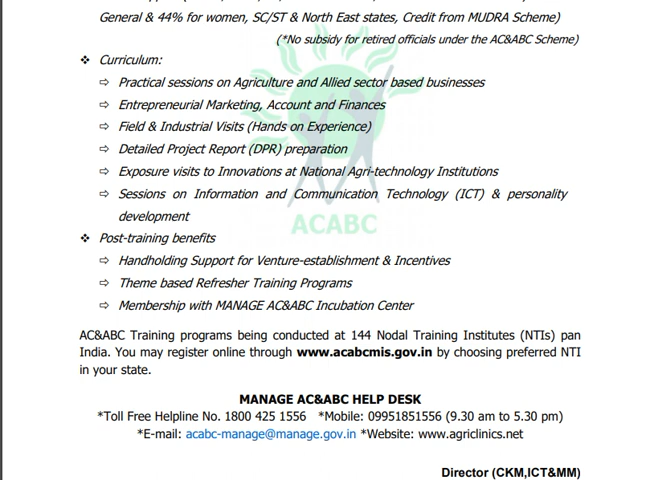 General & 44% for women, SC/ST & North East states, Credit from MUDRA Scheme)
(*No subsidy for retired officials under the AC&ABC Scheme)
❖ Curriculum:
⇨ Practical sessions on Agriculture and Allied sector based businesses
⇨ Entrepreneurial Marketing, Account and Finances
⇨ Field & Industrial Visits (Hands on Experience)
⇨ Detailed Project Report (DPR) preparation
⇨ Exposure visits to Innovations at National Agri-technology Institutions
⇨ Sessions on Information and Communication Technology (ICT) & personality
development
ACABC
❖ Post-training benefits
⇨ Handholding Support for Venture-establishment & Incentives
⇨ Theme based Refresher Training Programs
⇨ Membership with MANAGE AC&ABC Incubation Center
AC&ABC Training programs being conducted at 144 Nodal Training Institutes (NTIs) pan
India. You may register online through www.acabcmis.gov.in by choosing preferred NTI
in your state.
MANAGE AC&ABC HELP DESK
*Toll Free Helpline No. 1800 425 1556 *Mobile: 09951851556 (9.30 am to 5.30 pm)
*E-mail: acabc-manage@manage.gov.in *Website: www.agriclinics.net
Director (CKM,ICT&MM)